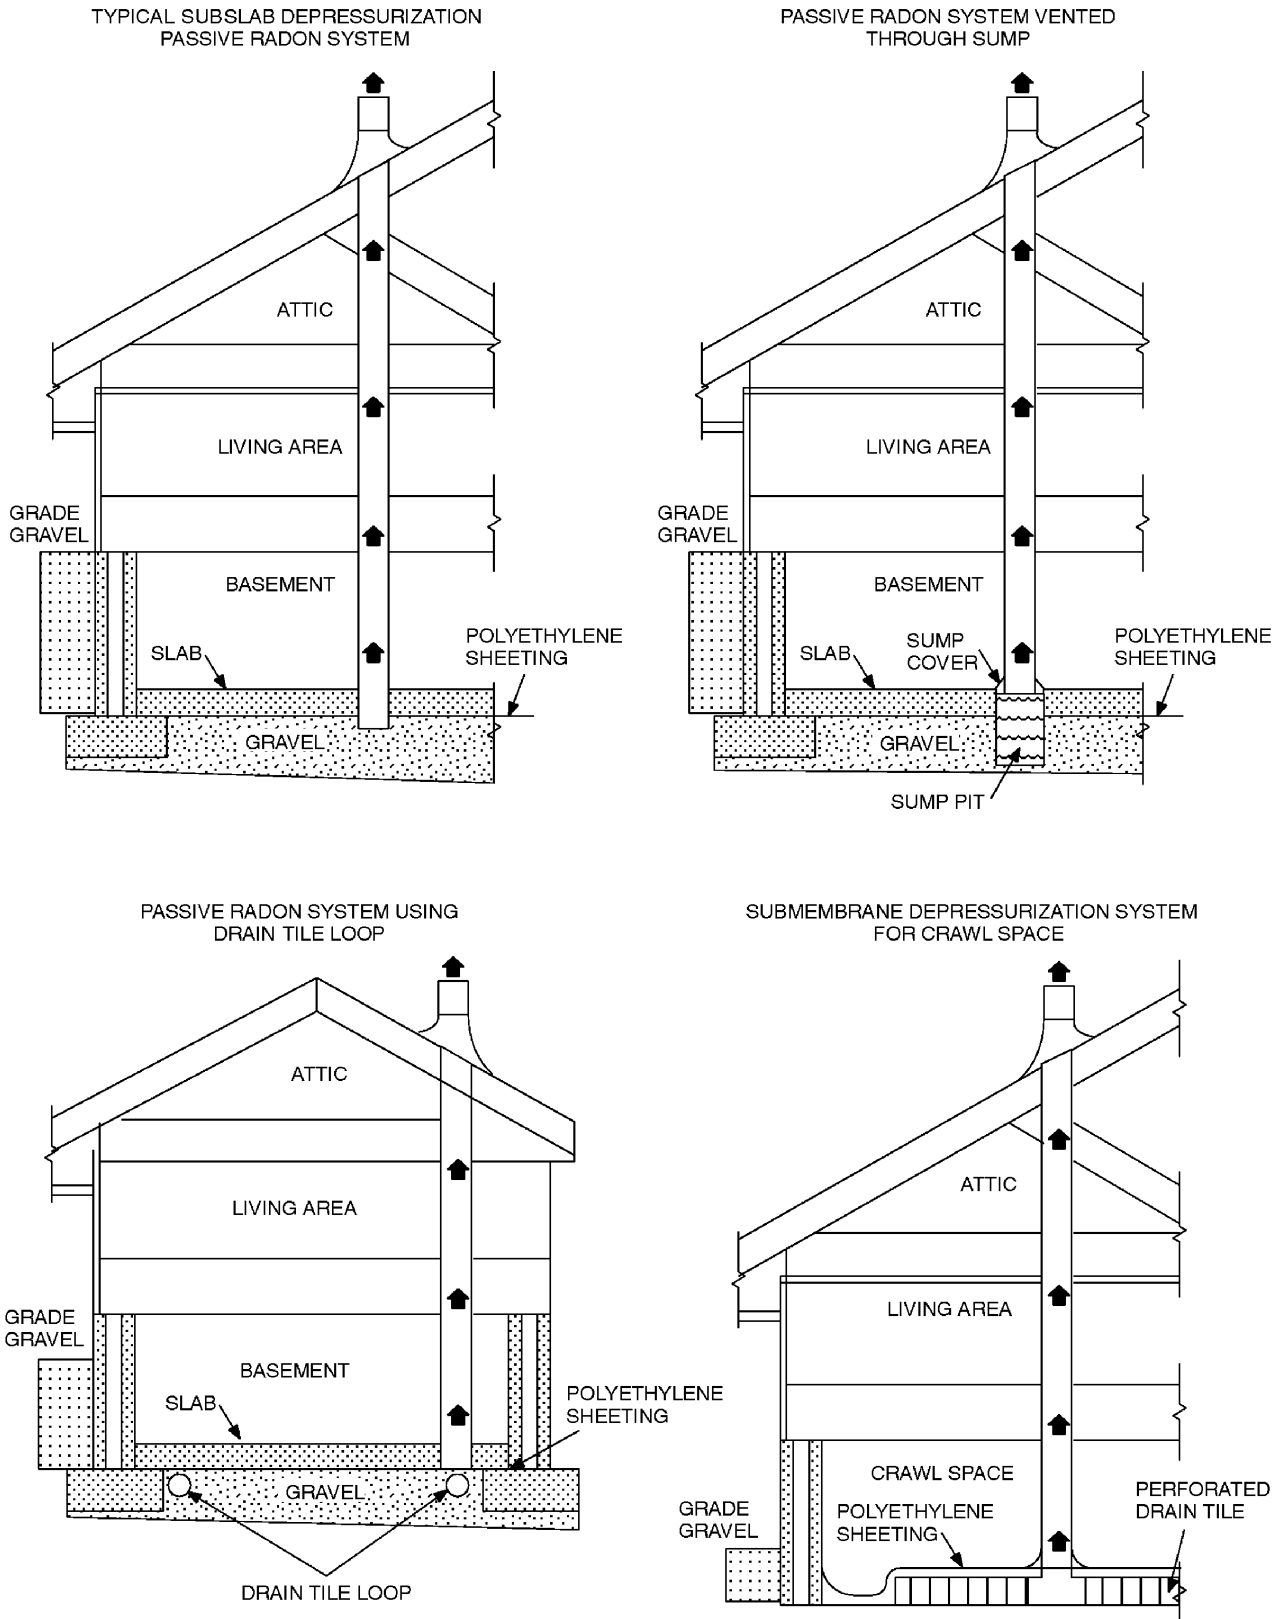 TYPICAL SUBSLAB DEPRESSURIZATION
PASSIVE RADON SYSTEM
ATTIC
LIVING AREA
GRADE
GRAVEL
BASEMENT
SLAB
POLYETHYLENE
SHEETING
GRAVEL
PASSIVE RADON SYSTEM VENTED
THROUGH SUMP
ATTIC
LIVING AREA
GRADE
GRAVEL
BASEMENT
SLAB
SUMP
COVER
POLYETHYLENE
SHEETING
GRAVEL
SUMP PIT
PASSIVE RADON SYSTEM USING
DRAIN TILE LOOP
ATTIC
LIVING AREA
GRADE
GRAVEL
BASEMENT
SLAB
POLYETHYLENE
SHEETING
GRAVEL
DRAIN TILE LOOP
SUBMEMBRANE DEPRESSURIZATION SYSTEM
FOR CRAWL SPACE
ATTIC
LIVING AREA
CRAWL SPACE
GRADE
GRAVEL
POLYETHYLENE
SHEETING
PERFORATED
DRAIN TILE